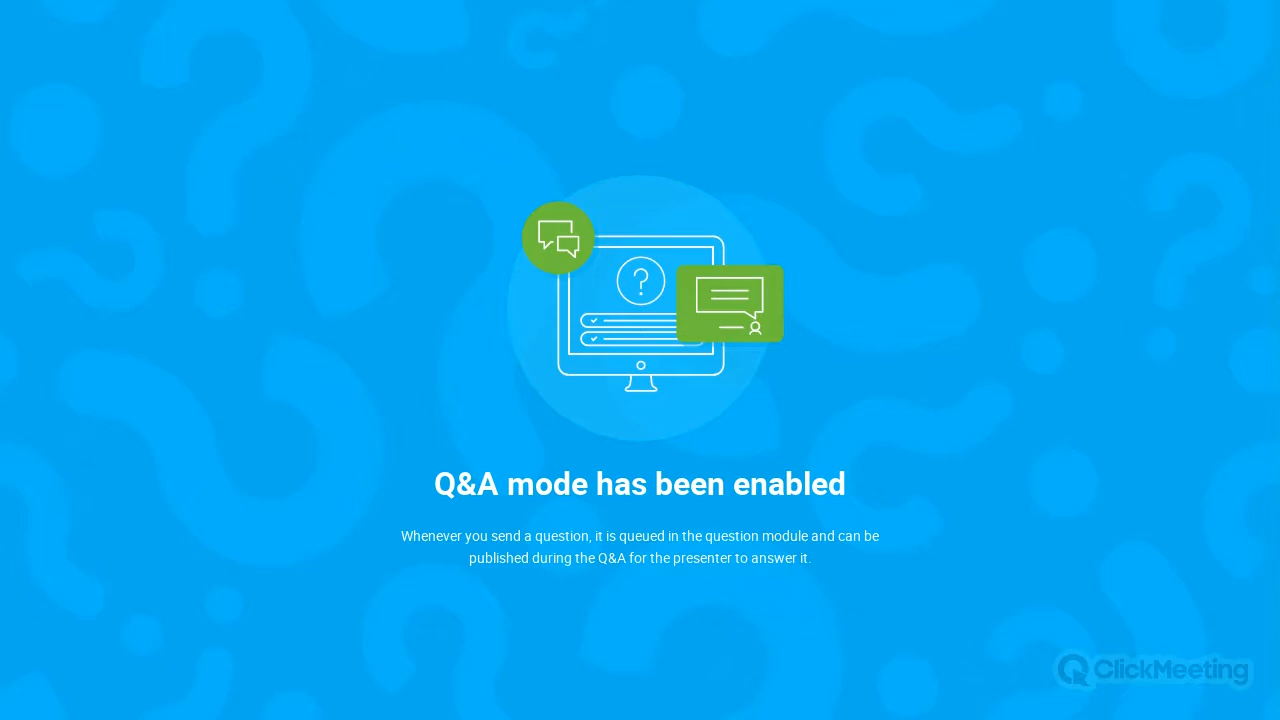 Q&A mode has been enabled
Whenever you send a question, it is queued in the question module and can be
published during the Q&A for the presenter to answer it.
ClickMeeting